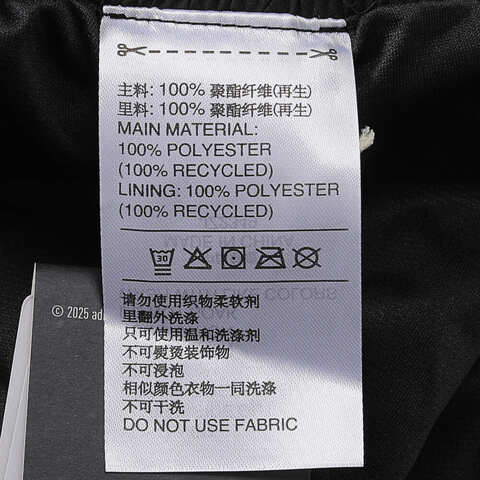 主料: 100% 聚酯纤维(再生)
里料: 100% 聚酯纤维(再生)
MAIN MATERIAL:
100% POLYESTER
(100% RECYCLED)
LINING: 100% POLYESTER
(100% RECYCLED)
30
请勿使用织物柔软剂
里翻外洗涤
只可使用温和洗涤剂
不可熨烫装饰物
不可浸泡
相似颜色衣物一同洗涤
不可干洗
DO NOT USE FABRIC
© 2025 ad